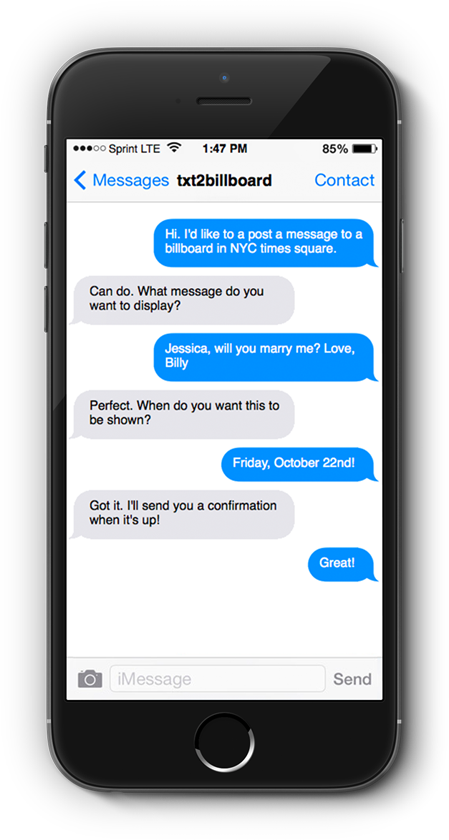 Sprint LTE 1:47 PM 85%
Messages txt2billboard Contact
Hi. I'd like to a post a message to a
billboard in NYC times square.
Can do. What message do you
want to display?
Jessica, will you marry me? Love,
Billy
Perfect. When do you want this to
be shown?
Friday, October 22nd!
Got it. I'll send you a confirmation
when it's up!
Great!
iMessage Send